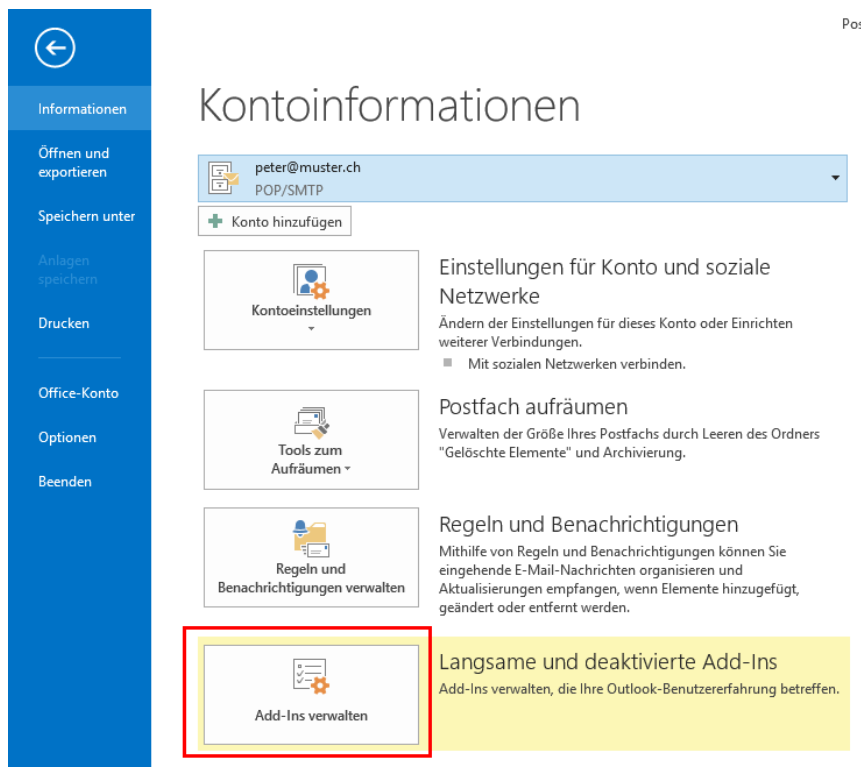 Pos
Informationen
Öffnen und
exportieren
Speichern unter
Anlagen
speichern
Drucken
Office-Konto
Optionen
Beenden
Kontoinformationen
peter@muster.ch
POP/SMTP
Konto hinzufügen
Kontoeinstellungen
Einstellungen für Konto und soziale
Netzwerke
Ändern der Einstellungen für dieses Konto oder Einrichten
weiterer Verbindungen.
Mit sozialen Netzwerken verbinden.
Tools zum
Aufräumen
Postfach aufräumen
Verwalten der Größe Ihres Postfachs durch Leeren des Ordners
"Gelöschte Elemente" und Archivierung.
Regeln und
Benachrichtigungen verwalten
Regeln und Benachrichtigungen
Mithilfe von Regeln und Benachrichtigungen können Sie
eingehende E-Mail-Nachrichten organisieren und
Aktualisierungen empfangen, wenn Elemente hinzugefügt,
geändert oder entfernt werden.
Add-Ins verwalten
Langsame und deaktivierte Add-Ins
Add-Ins verwalten, die Ihre Outlook-Benutzererfahrung betreffen.